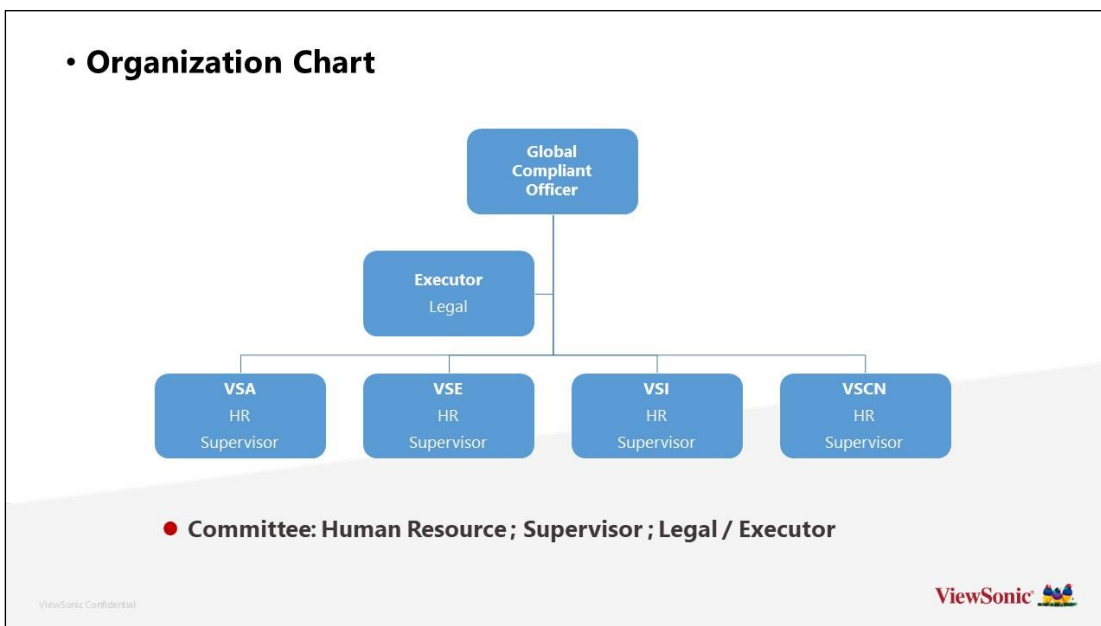 • Organization Chart
Global
Compliant
Officer
Executor
Legal
VSA
HR
Supervisor
VSE
HR
Supervisor
VSI
HR
Supervisor
VSCN
HR
Supervisor
● Committee: Human Resource ; Supervisor ; Legal / Executor
ViewSonic Confidential
ViewSonic®